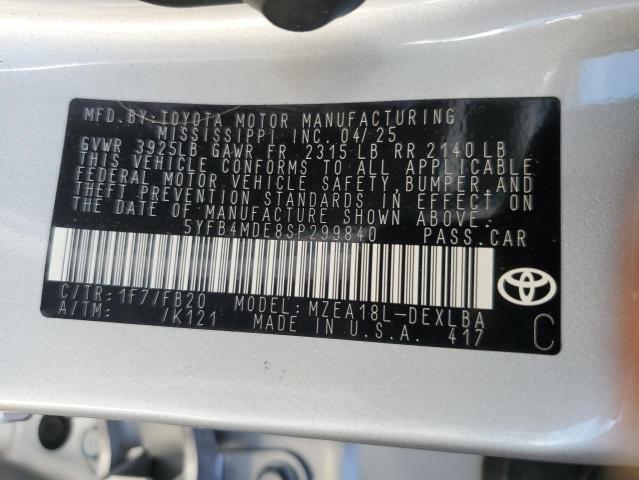 MFD.BY:TOYOTA MOTOR MANUFACTURING
MISSISSIPPI INC. 04/25
GVWR 3925LB GAWR FR 2315 LB RR 2140 LB
THIS VEHICLE CONFORMS TO ALL APPLICABLE
FEDERAL MOTOR VEHICLE SAFETY, BUMPER, AND
THEFT PREVENTION STANDARDS IN EFFECT ON
THE DATE OF MANUFACTURE SHOWN ABOVE.
5YFB4MDE8SP299840 PASS.CAR
C/TR: 1F7/FB20 MODEL: MZEA18L-DEXLBA
A/TM: /K121 MADE IN U.S.A. 417 C